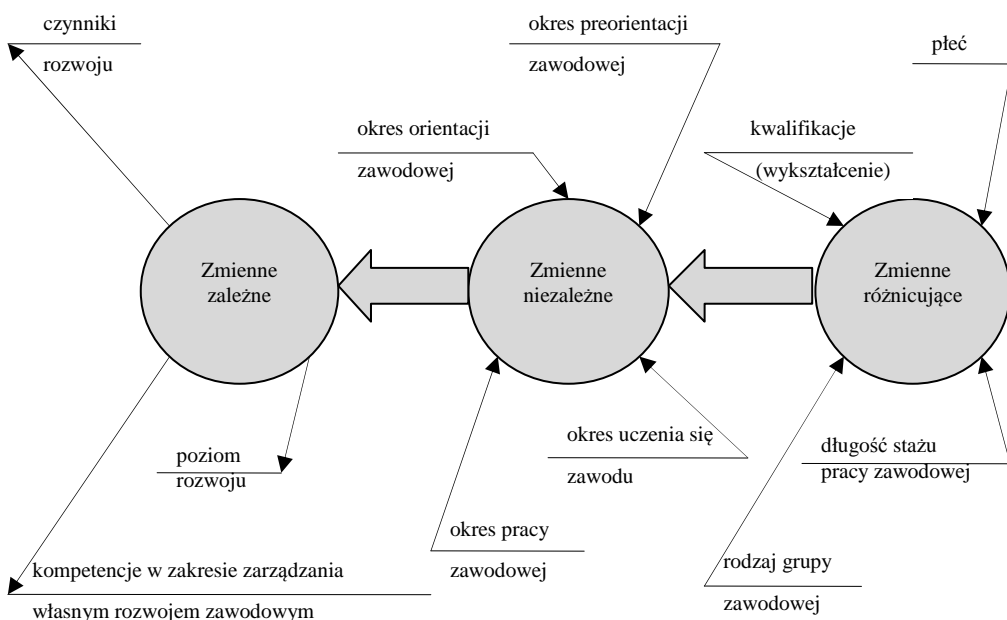 czynniki
rozwoju
okres preorientacji
zawodowej
płeć
okres orientacji
zawodowej
kwalifikacje
(wykształcenie)
Zmienne
zależne
Zmienne
niezależne
Zmienne
różnicujące
poziom
rozwoju
okres uczenia się
zawodu
długość stażu
pracy zawodowej
okres pracy
zawodowej
rodzaj grupy
zawodowej
kompetencje w zakresie zarządzania
własnym rozwojem zawodowym